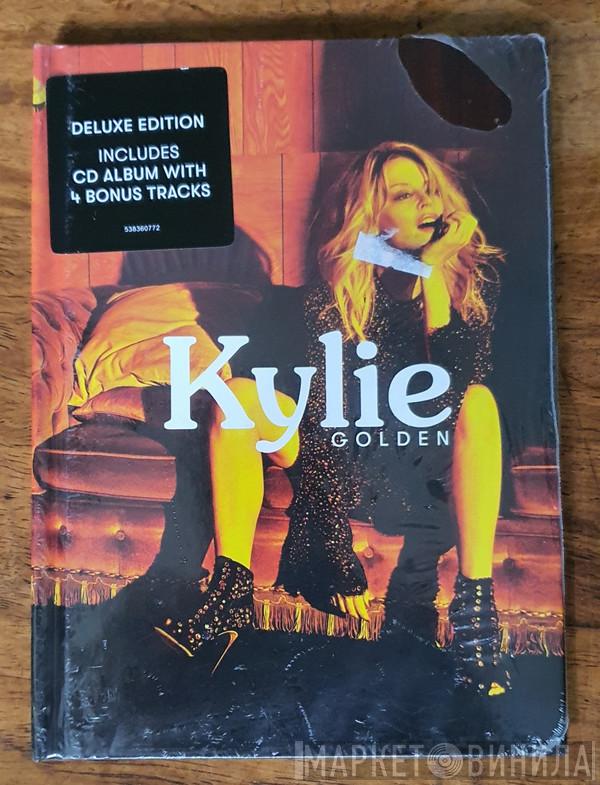 DELUXE EDITION
INCLUDES
CD ALBUM WITH
4 BONUS TRACKS
538360772
Kylie
GOLDEN
МАРКЕТ ВИНИЛА